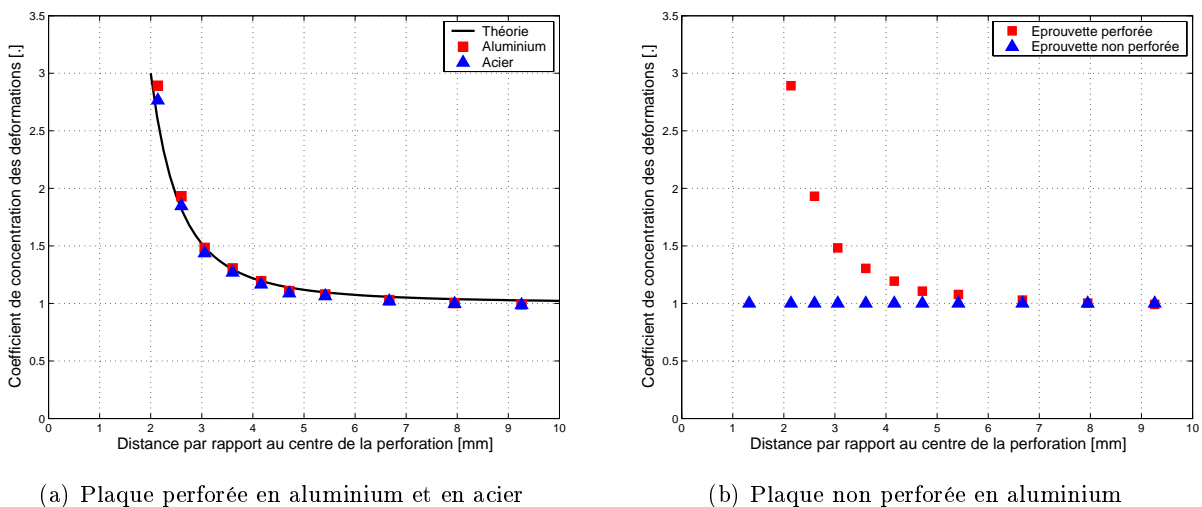 3.5
3
2.5
2
1.5
1
0.5
0
Coefficient de concentration des deformations [.]
Théorie
Aluminium
Acier
0 1 2 3 4 5 6 7 8 9 10
Distance par rapport au centre de la perforation [mm]
(a) Plaque perforée en aluminium et en acier
3.5
3
2.5
2
1.5
1
0.5
0
Coefficient de concentration des deformations [.]
Eprouvette perforée
Eprouvette non perforée
0 1 2 3 4 5 6 7 8 9 10
Distance par rapport au centre de la perforation [mm]
(b) Plaque non perforée en aluminium